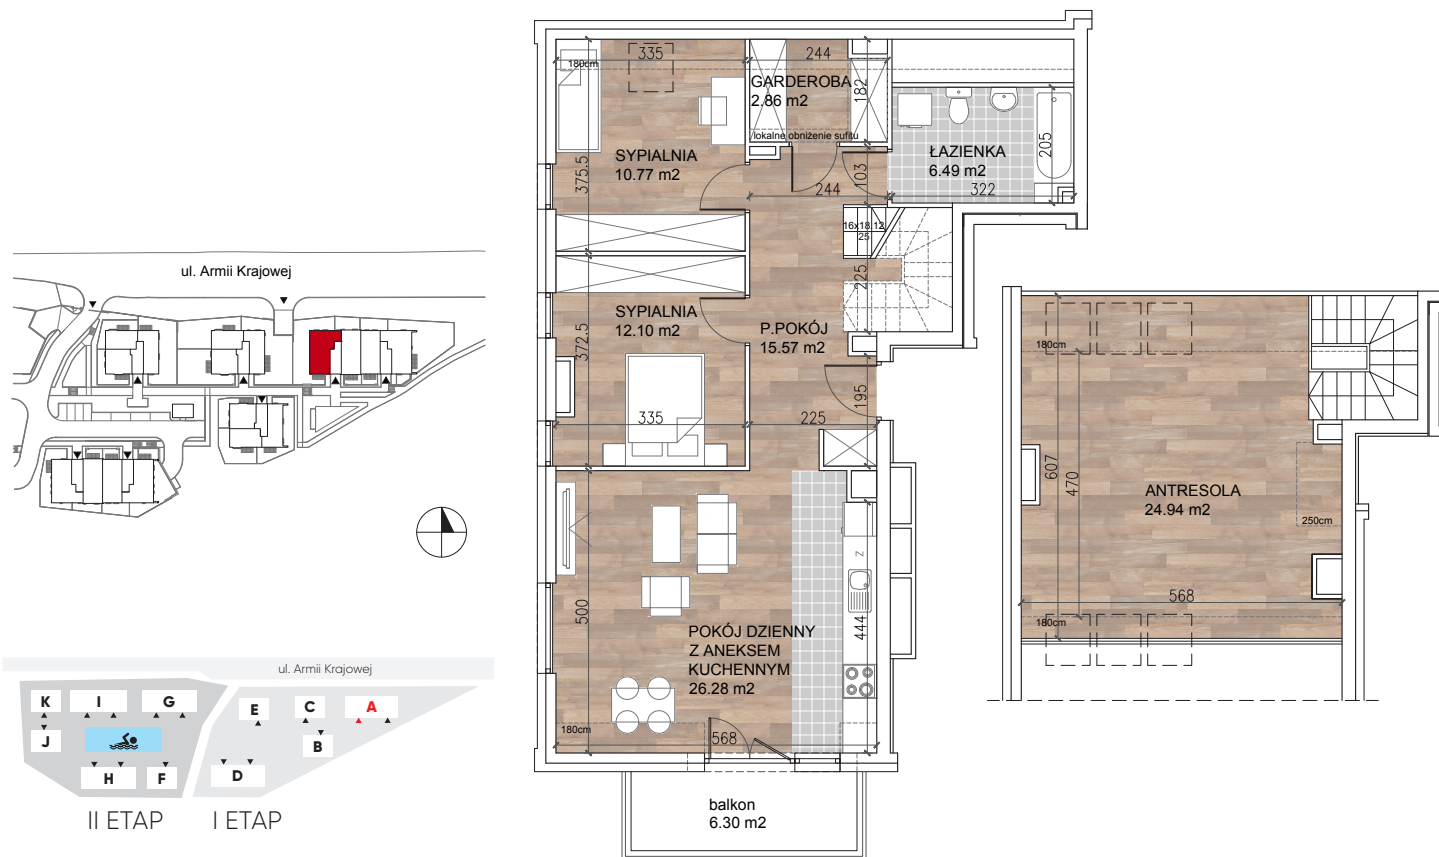 ul. Armii Krajowej
K
I
G
J
H
F
E
C
A
B
D
ul. Armii Krajowej
II ETAP
I ETAP
335
180cm
244
GARDEROBA
2.86 m2
182
lokalne obniżenie sufitu
SYPIALNIA
10.77 m2
375.5
ŁAZIENKA
6.49 m2
205
322
103
244
16x18.12
25
225
SYPIALNIA
12.10 m2
372.5
P.POKÓJ
15.57 m2
195
335
225
500
Z
444
POKÓJ DZIENNY
Z ANEKSEM
KUCHENNYM
26.28 m2
180cm
568
balkon
6.30 m2
180cm
607
470
ANTRESOLA
24.94 m2
250cm
568
180cm